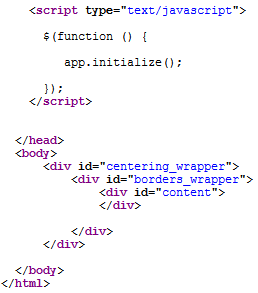 <script type="text/javascript">
$(function () {
app.initialize();
});
</script>
</head>
<body>
<div id="centering_wrapper">
<div id="borders_wrapper">
<div id="content">
</div>
</div>
</div>
</body>
</html>